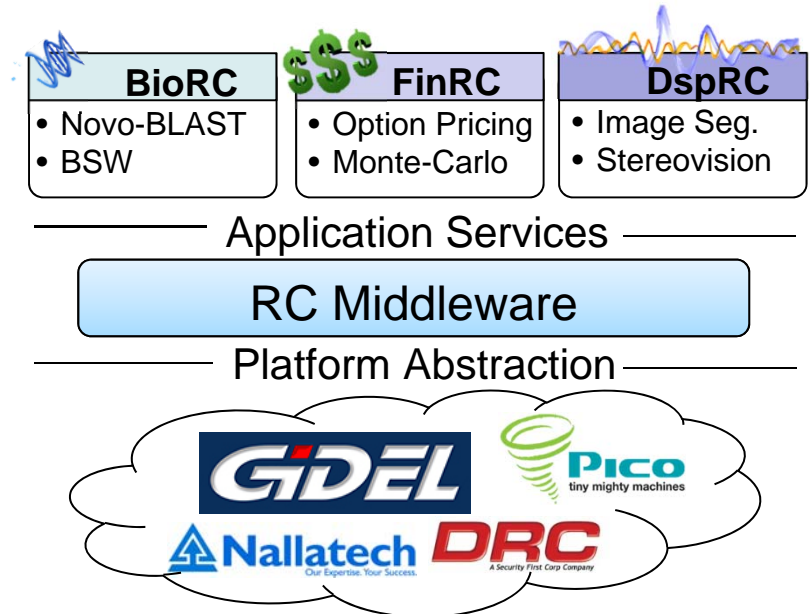 $$$
BioRC
• Novo-BLAST
• BSW
FinRC
• Option Pricing
• Monte-Carlo
DspRC
• Image Seg.
• Stereovision
Application Services
RC Middleware
Platform Abstraction
GiDEL
PICO
tiny mighty machines
Nallatech
Our Expertise. Your Success.
DRC
A Security First Corp Company